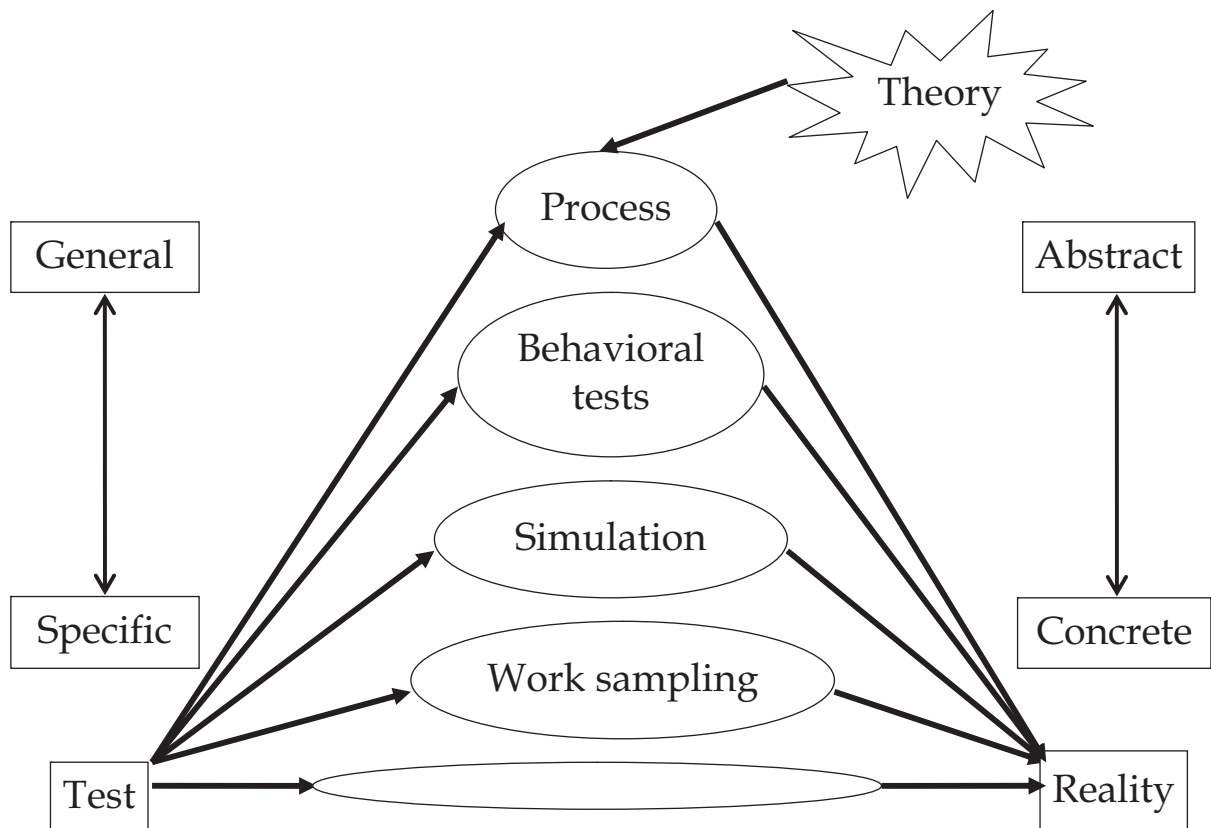 Theory
Process
General
Abstract
Behavioral
tests
Simulation
Specific
Concrete
Work sampling
Test
Reality